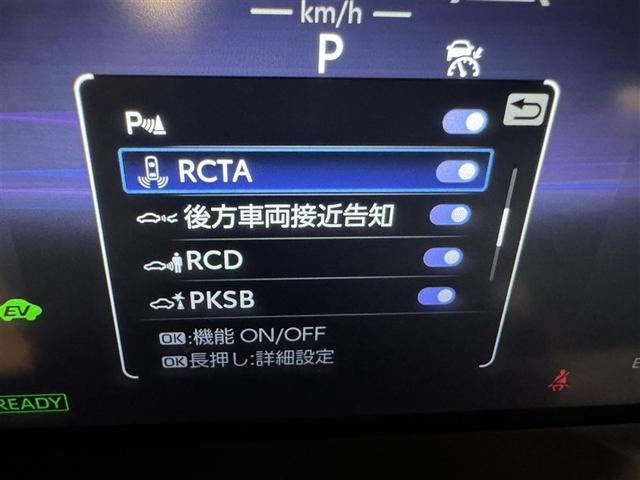 km/h
P
P
RCTA
後方車両接近告知
RCD
PKSB
OK:機能 ON/OFF
OK長押し:詳細設定
EV
READY